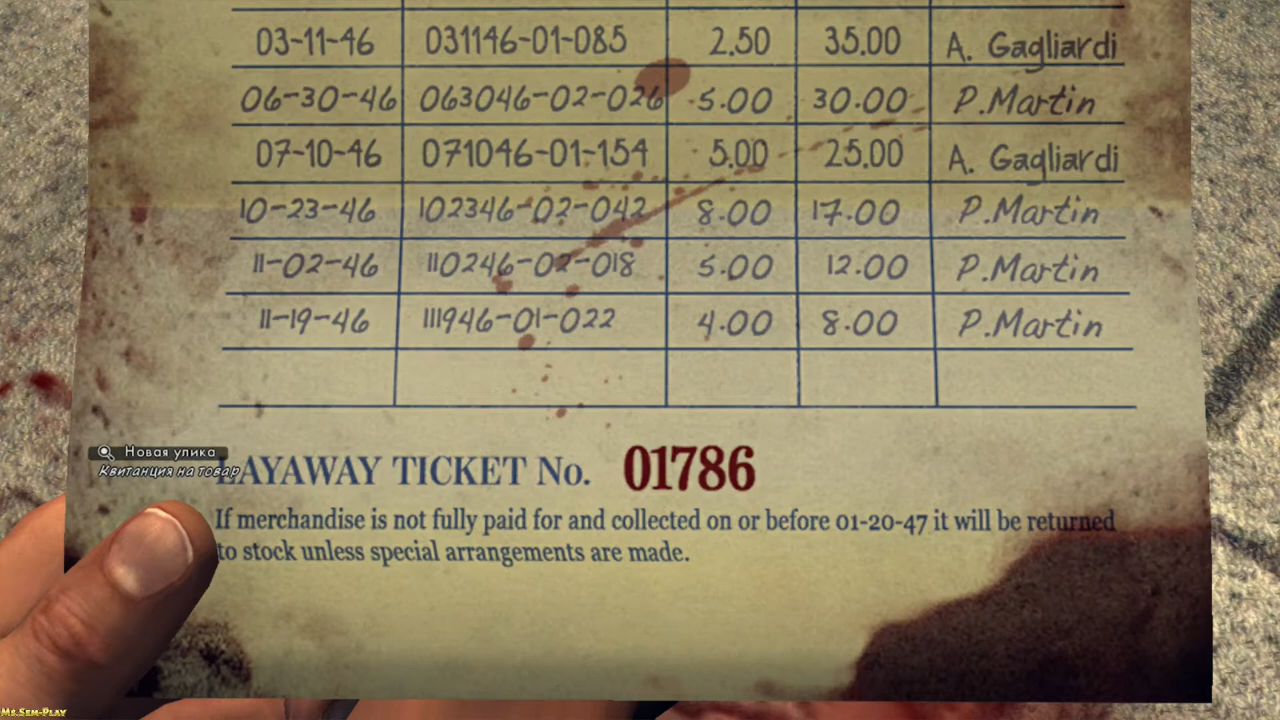 03-11-46 031146-01-085 2.50 35.00 A. Gagliardi
06-30-46 063046-02-026 5.00 30.00 P.Martin
07-10-46 071046-01-154 5.00 25.00 A. Gagliardi
10-23-46 102346-02-042 8.00 17.00 P.Martin
11-02-46 110246-02-018 5.00 12.00 P.Martin
11-19-46 111946-01-022 4.00 8.00 P.Martin
Новая улика
Квитанция на товар
LAYAWAY TICKET No. 01786
If merchandise is not fully paid for and collected on or before 01-20-47 it will be returned
to stock unless special arrangements are made.
Ms.Sem-Play